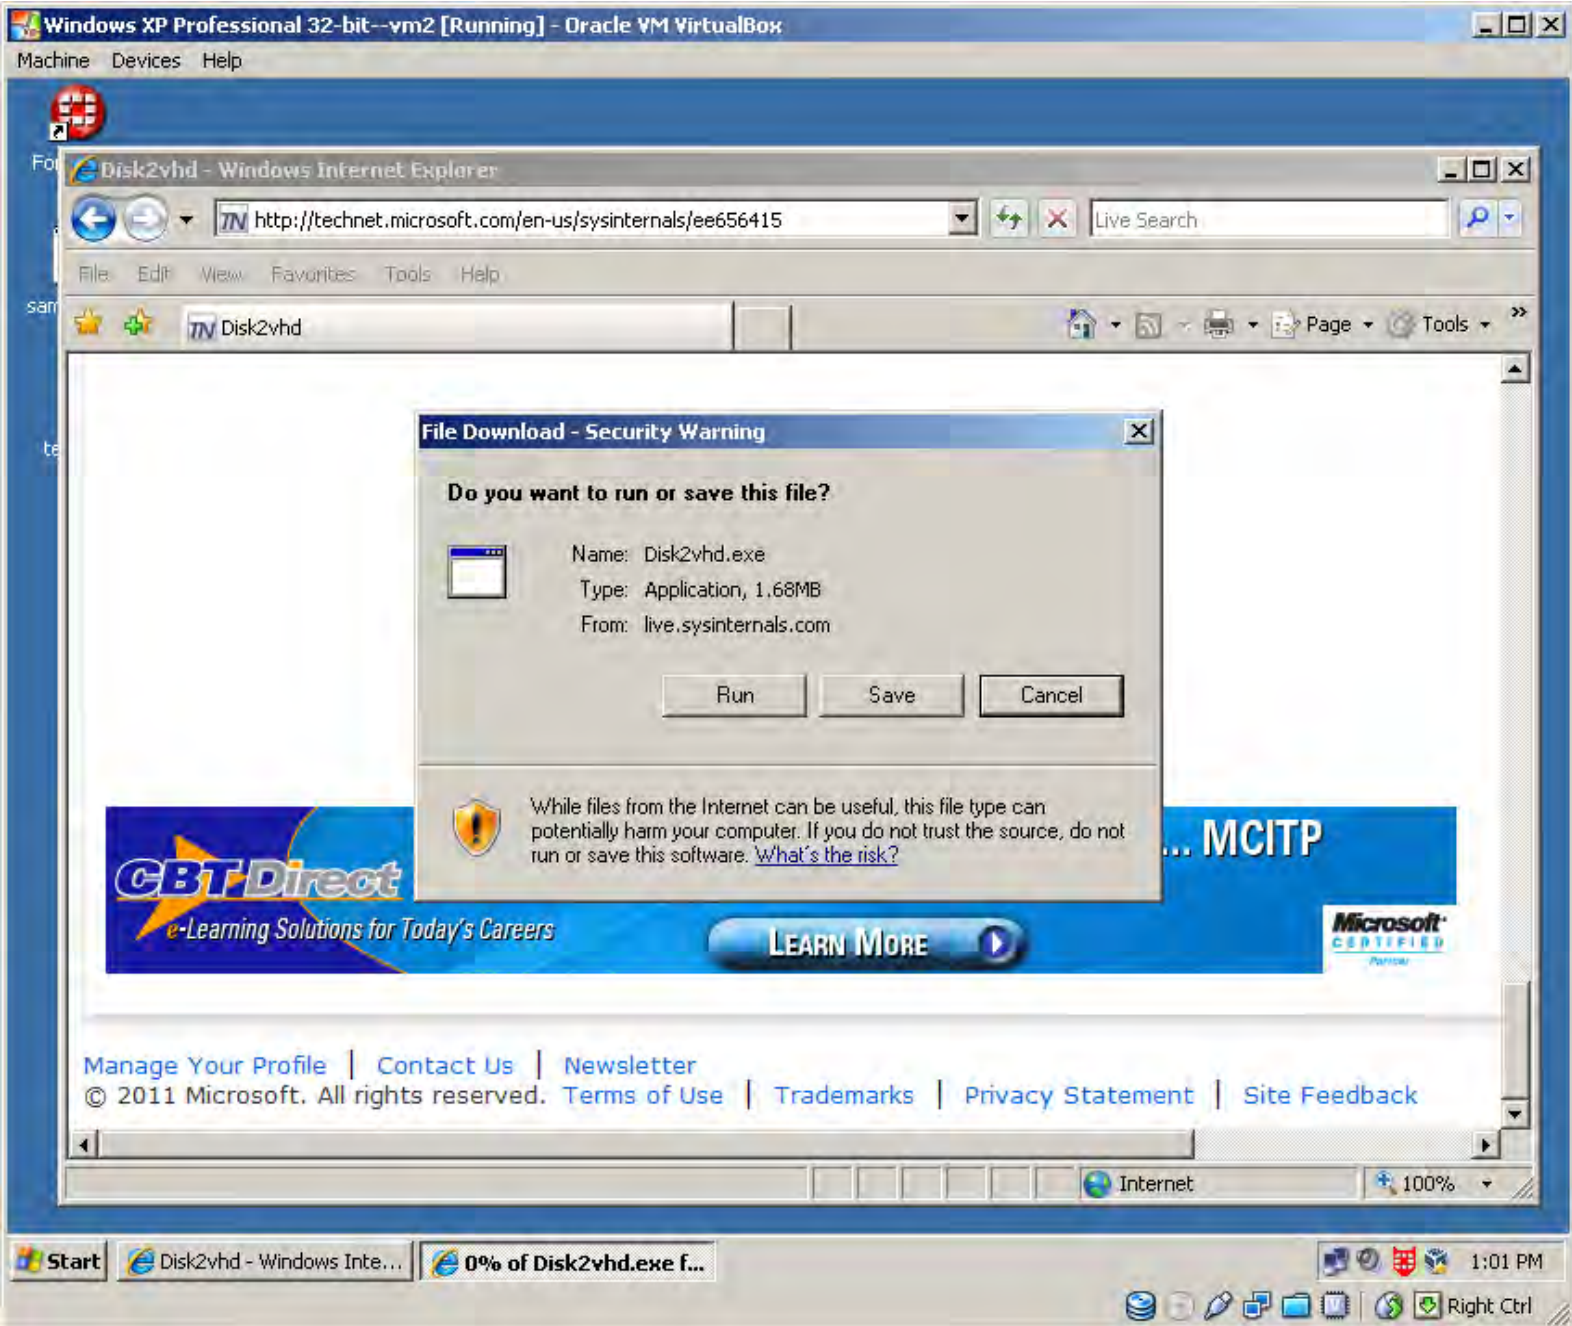 Windows XP Professional 32-bit--vm2 [Running] - Oracle VM VirtualBox
Machine Devices Help
Disk2vhd - Windows Internet Explorer
http://technet.microsoft.com/en-us/sysinternals/ee656415
Live Search
File Edit View Favorites Tools Help
TN Disk2vhd
Page Tools »
File Download - Security Warning
Do you want to run or save this file?
Name: Disk2vhd.exe
Type: Application, 1.68MB
From: live.sysinternals.com
Run Save Cancel
While files from the Internet can be useful, this file type can
potentially harm your computer. If you do not trust the source, do not
run or save this software. What's the risk?
... MCITP
CBT Direct
e-Learning Solutions for Today's Careers
LEARN MORE
Microsoft
CERTIFIED
Partner
Manage Your Profile | Contact Us | Newsletter
© 2011 Microsoft. All rights reserved. Terms of Use | Trademarks | Privacy Statement | Site Feedback
Internet
100%
Start
Disk2vhd - Windows Inte...
0% of Disk2vhd.exe f...
1:01 PM
Right Ctrl